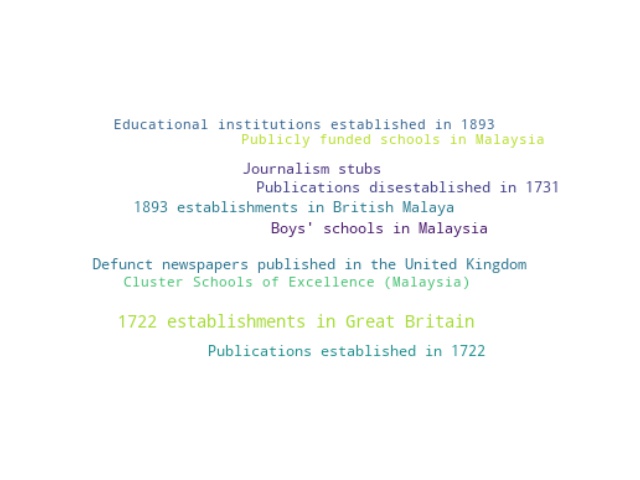 Educational institutions established in 1893
Publicly funded schools in Malaysia
Journalism stubs
Publications disestablished in 1731
1893 establishments in British Malaya
Boys' schools in Malaysia
Defunct newspapers published in the United Kingdom
Cluster Schools of Excellence (Malaysia)
1722 establishments in Great Britain
Publications established in 1722